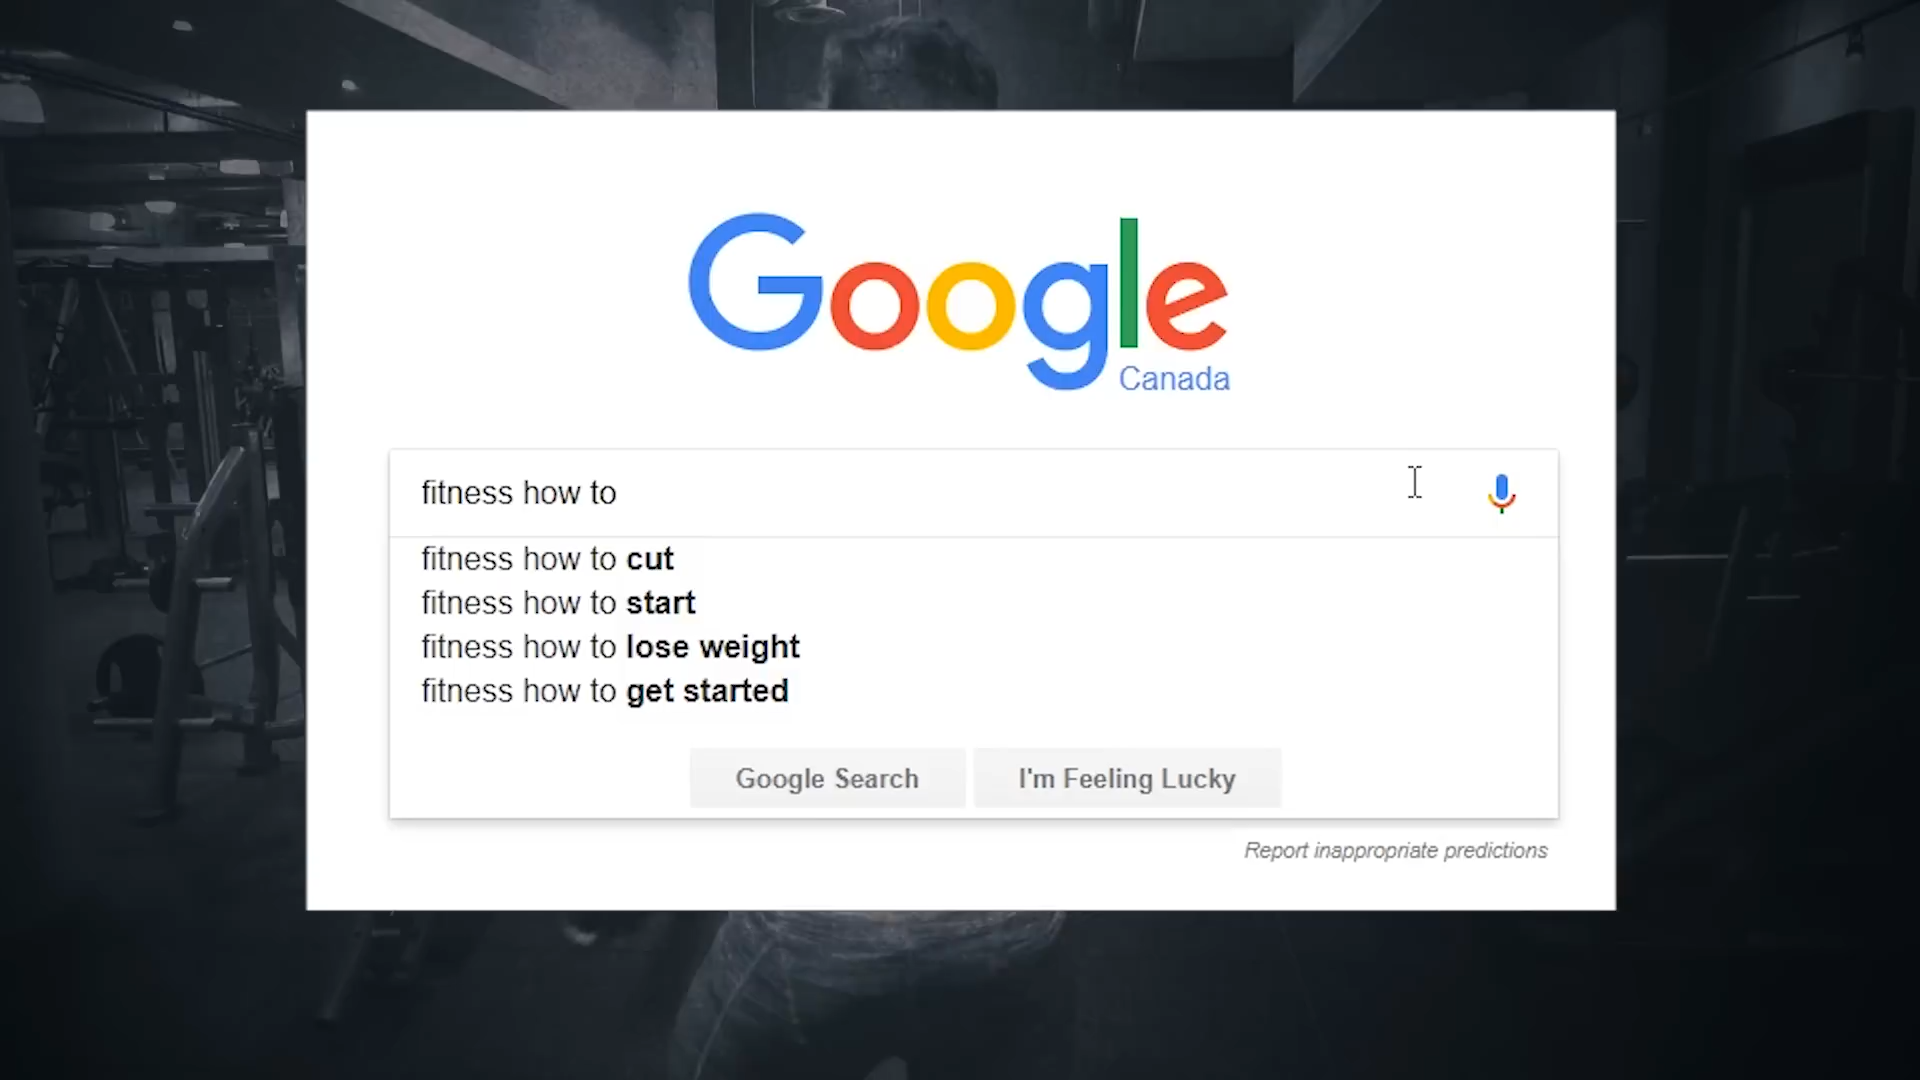 Google
Canada
fitness how to
fitness how to cut
fitness how to start
fitness how to lose weight
fitness how to get started
Google Search
I'm Feeling Lucky
Report inappropriate predictions